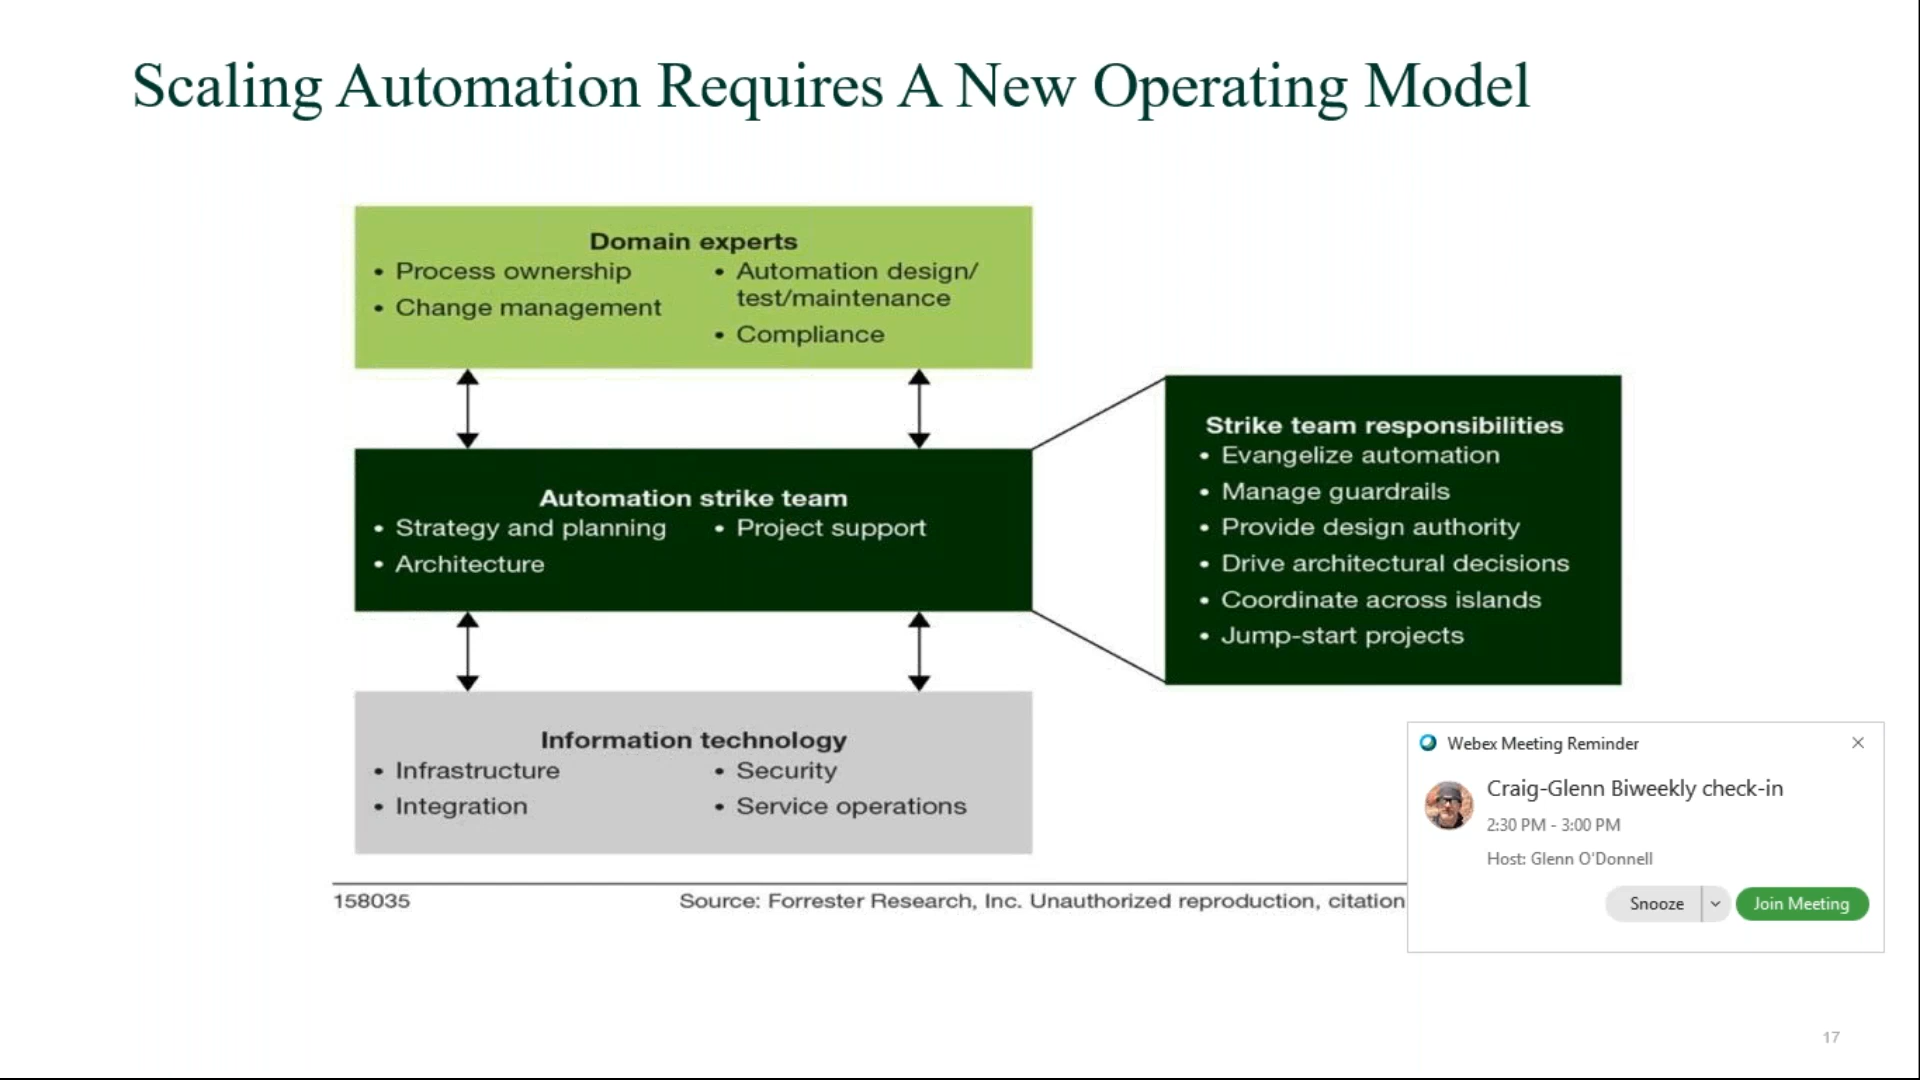 Scaling Automation Requires A New Operating Model
Domain experts
• Process ownership
• Change management
• Automation design/
test/maintenance
• Compliance
Automation strike team
• Strategy and planning
• Architecture
• Project support
Strike team responsibilities
• Evangelize automation
• Manage guardrails
• Provide design authority
• Drive architectural decisions
• Coordinate across islands
• Jump-start projects
Information technology
• Infrastructure
• Integration
• Security
• Service operations
158035
Source: Forrester Research, Inc. Unauthorized reproduction, citation
Webex Meeting Reminder
Craig-Glenn Biweekly check-in
2:30 PM - 3:00 PM
Host: Glenn O'Donnell
Snooze
Join Meeting
17